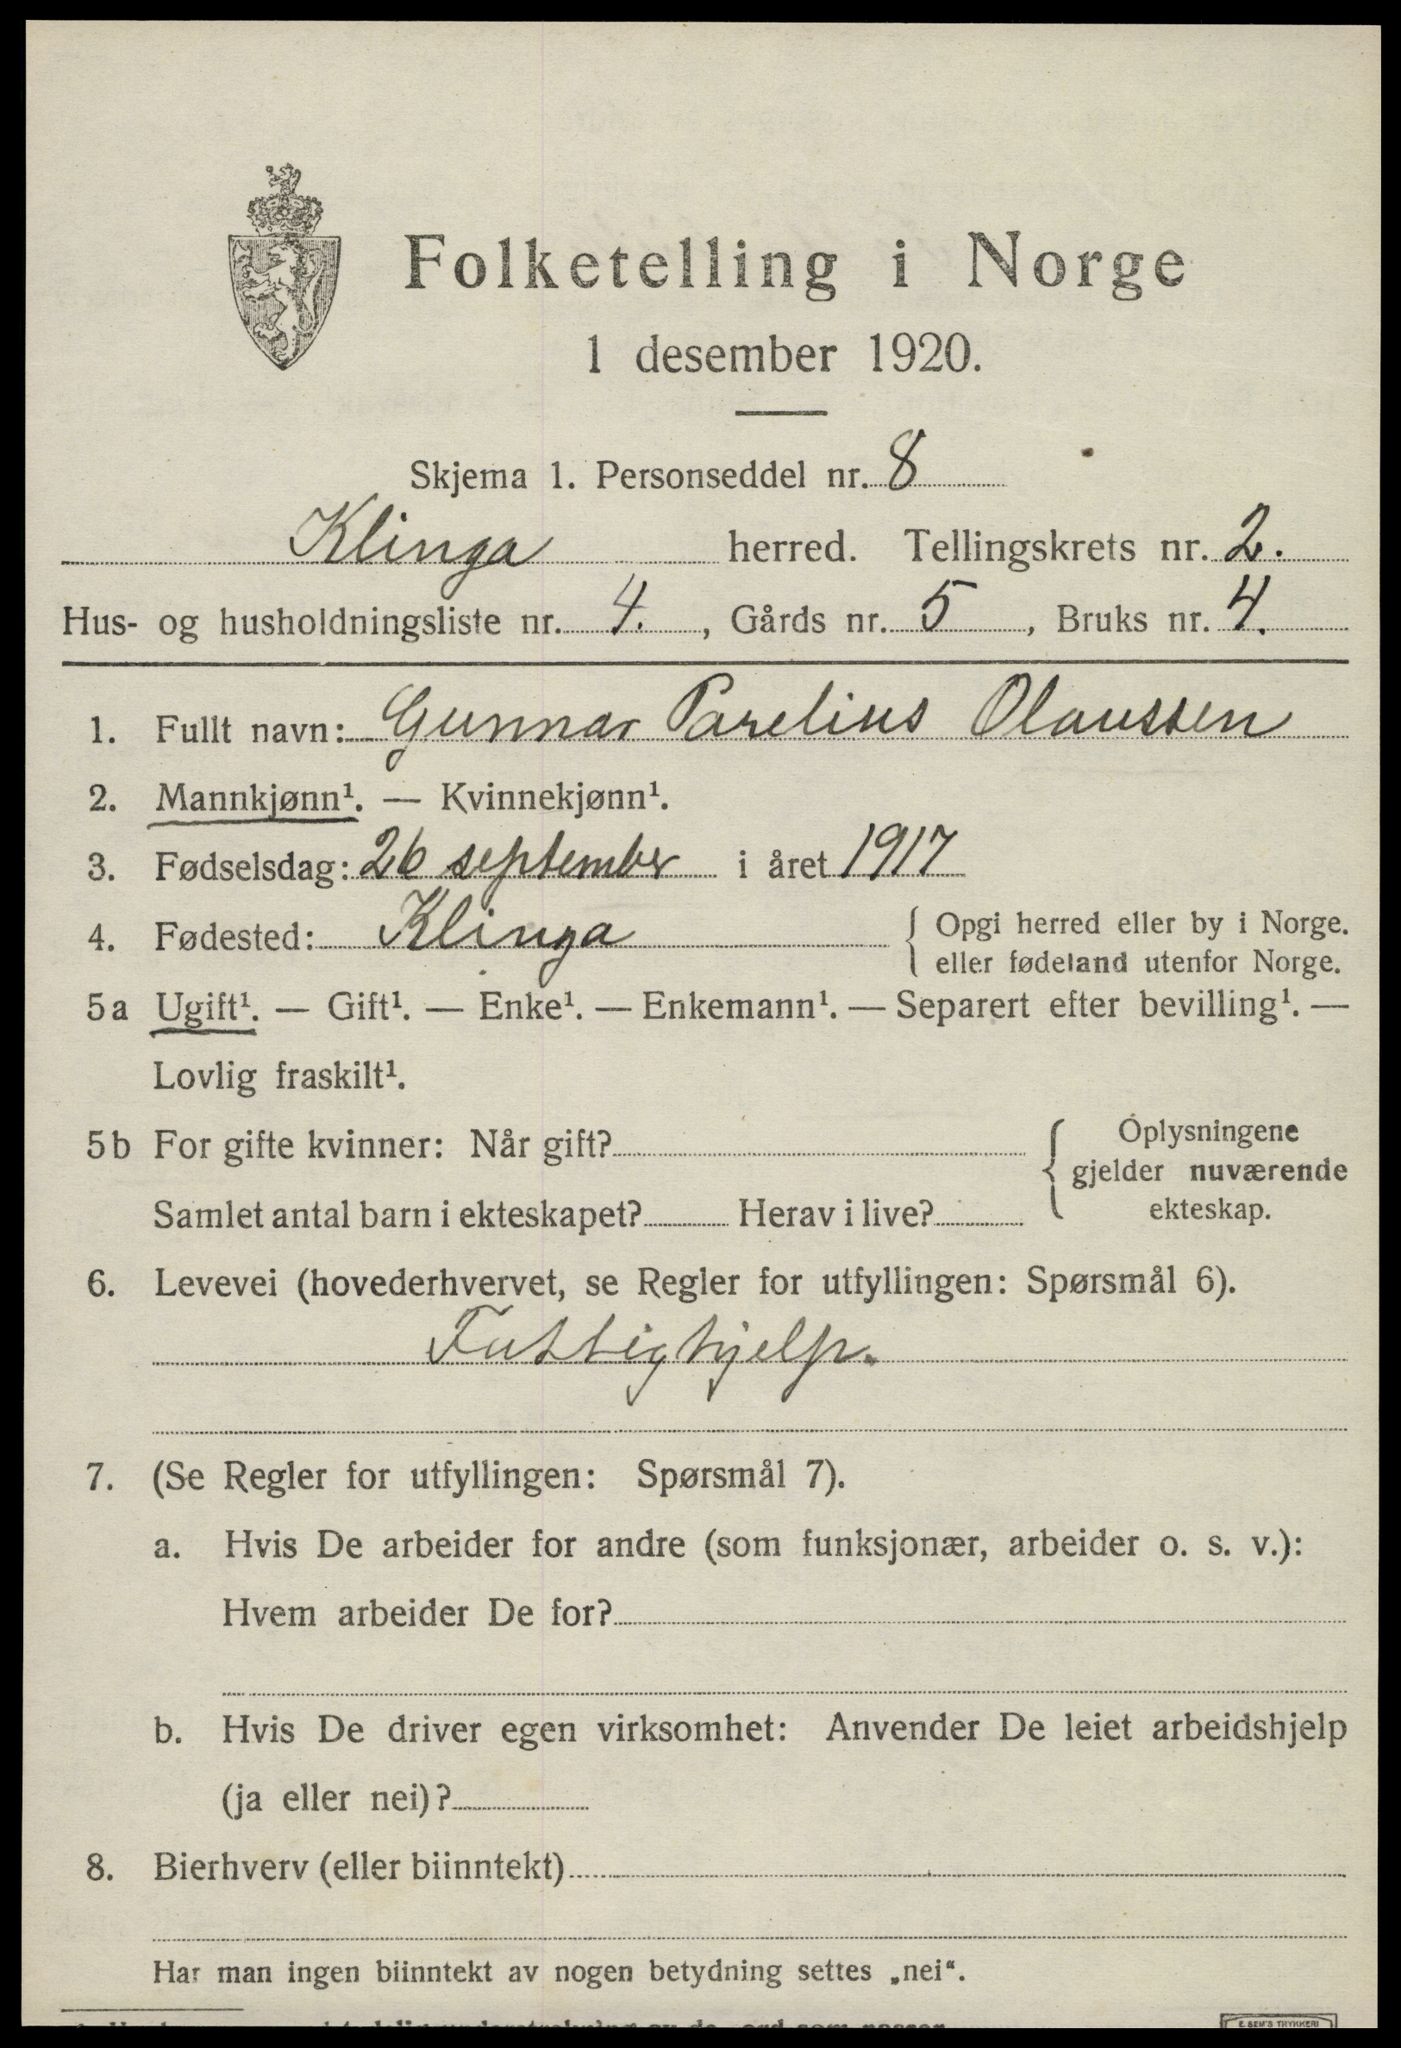 Folketelling i Norge
1 desember 1920.
Skjema 1. Personseddel nr. 8
Klinga herred. Tellingskrets nr. 2.
Hus- og husholdningsliste nr. 4., Gårds nr. 5, Bruks nr. 4.
1. Fullt navn: Gunnar Parelius Olaussen
2. Mannkjønn¹. — Kvinnekjønn¹.
3. Fødselsdag: 26 september i året 1917
4. Fødested: Klinga { Opgi herred eller by i Norge.
eller fødeland utenfor Norge.
5a Ugift¹. — Gift¹. — Enke¹. — Enkemann¹. — Separert efter bevilling¹. —
Lovlig fraskilt¹.
5b For gifte kvinner: Når gift?
Samlet antal barn i ekteskapet? Herav i live?
{ Oplysningene
gjelder nuværende
ekteskap.
6. Levevei (hovederhvervet, se Regler for utfyllingen: Spørsmål 6).
Fattighjelp.
7. (Se Regler for utfyllingen: Spørsmål 7).
a. Hvis De arbeider for andre (som funksjonær, arbeider o. s. v.):
Hvem arbeider De for?
b. Hvis De driver egen virksomhet: Anvender De leiet arbeidshjelp
(ja eller nei)?
8. Bierhverv (eller biinntekt)
Har man ingen biinntekt av nogen betydning settes „nei“.
E. SEM'S TRYKKERI